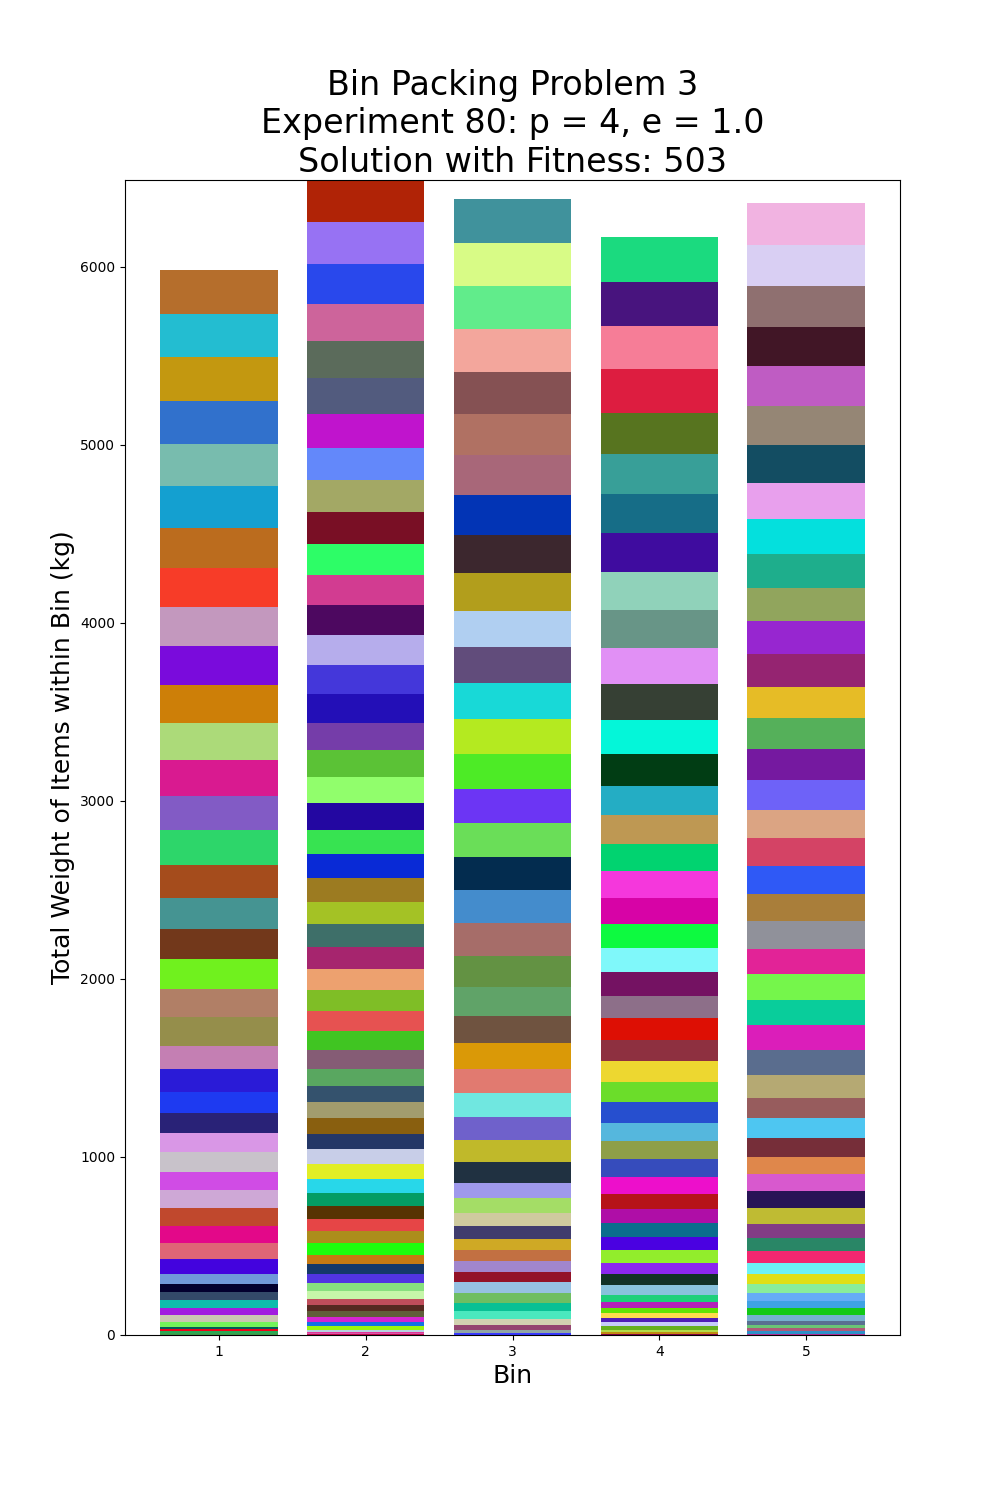 Bin Packing Problem 3
Experiment 80: p = 4, e = 1.0
Solution with Fitness: 503
Total Weight of Items within Bin (kg)
6000
5000
4000
3000
2000
1000
0
1 2 3 4 5
Bin